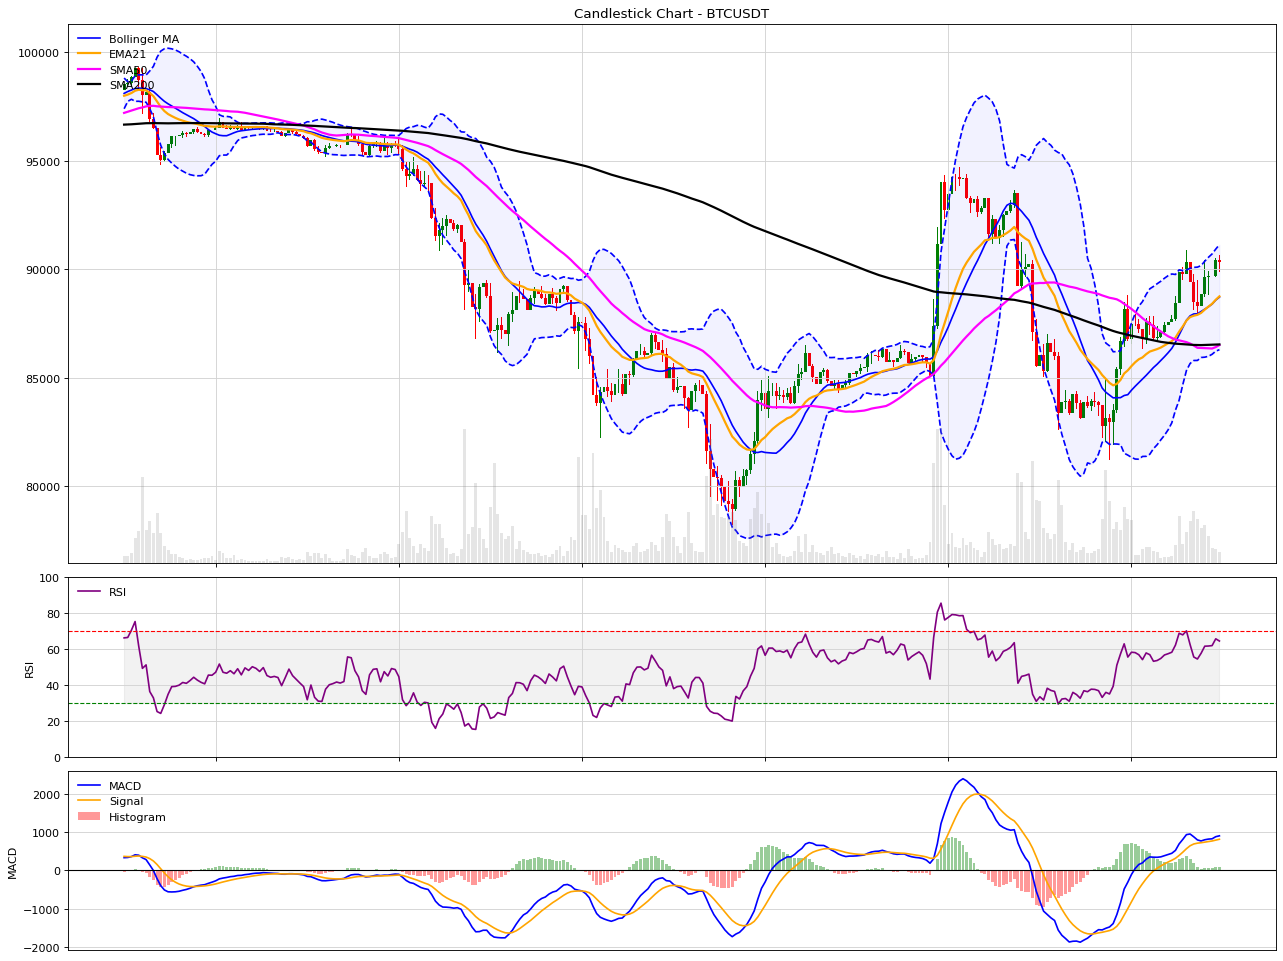 Candlestick Chart - BTCUSDT
Bollinger MA
EMA21
SMA50
SMA200
100000
95000
90000
85000
80000
RSI
100
80
60
40
20
0
RSI
MACD
Signal
Histogram
2000
1000
0
−1000
−2000
MACD